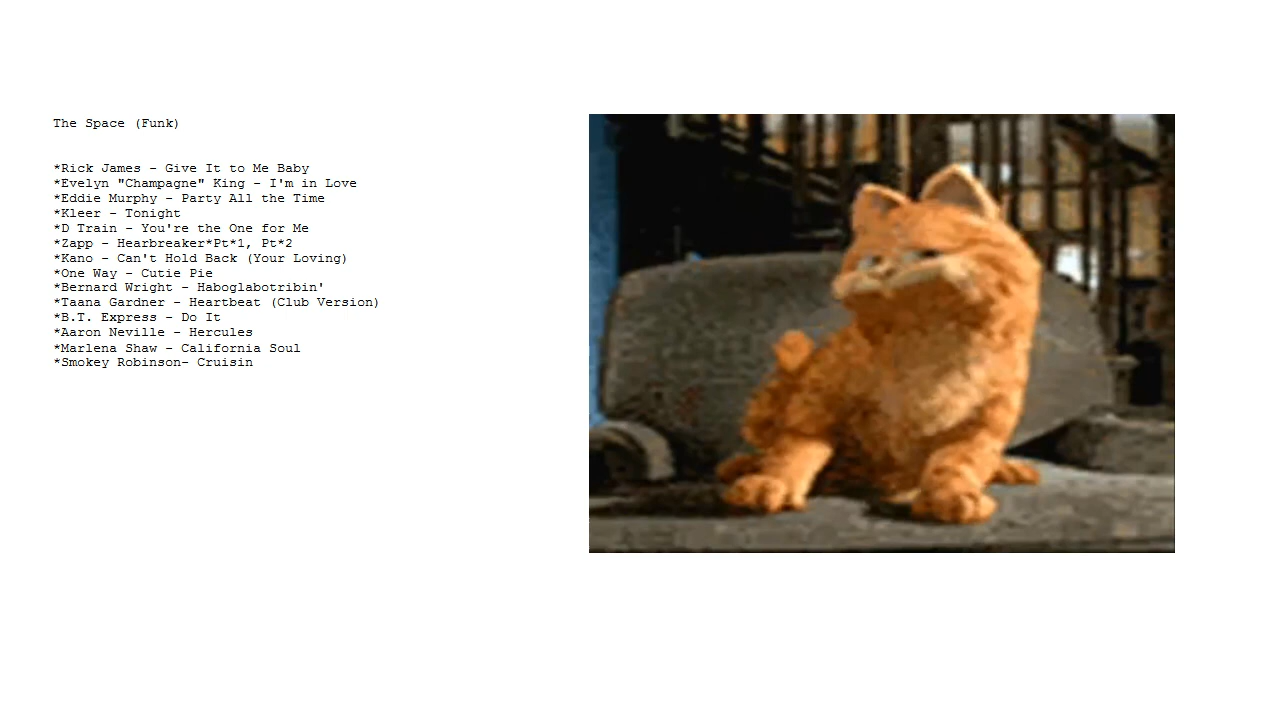 The Space (Funk)
*Rick James - Give It to Me Baby
*Evelyn "Champagne" King - I'm in Love
*Eddie Murphy - Party All the Time
*Kleer - Tonight
*D Train - You're the One for Me
*Zapp - Hearbreaker*Pt*1, Pt*2
*Kano - Can't Hold Back (Your Loving)
*One Way - Cutie Pie
*Bernard Wright - Haboglabotribin'
*Taana Gardner - Heartbeat (Club Version)
*B.T. Express - Do It
*Aaron Neville - Hercules
*Marlena Shaw - California Soul
*Smokey Robinson- Cruisin